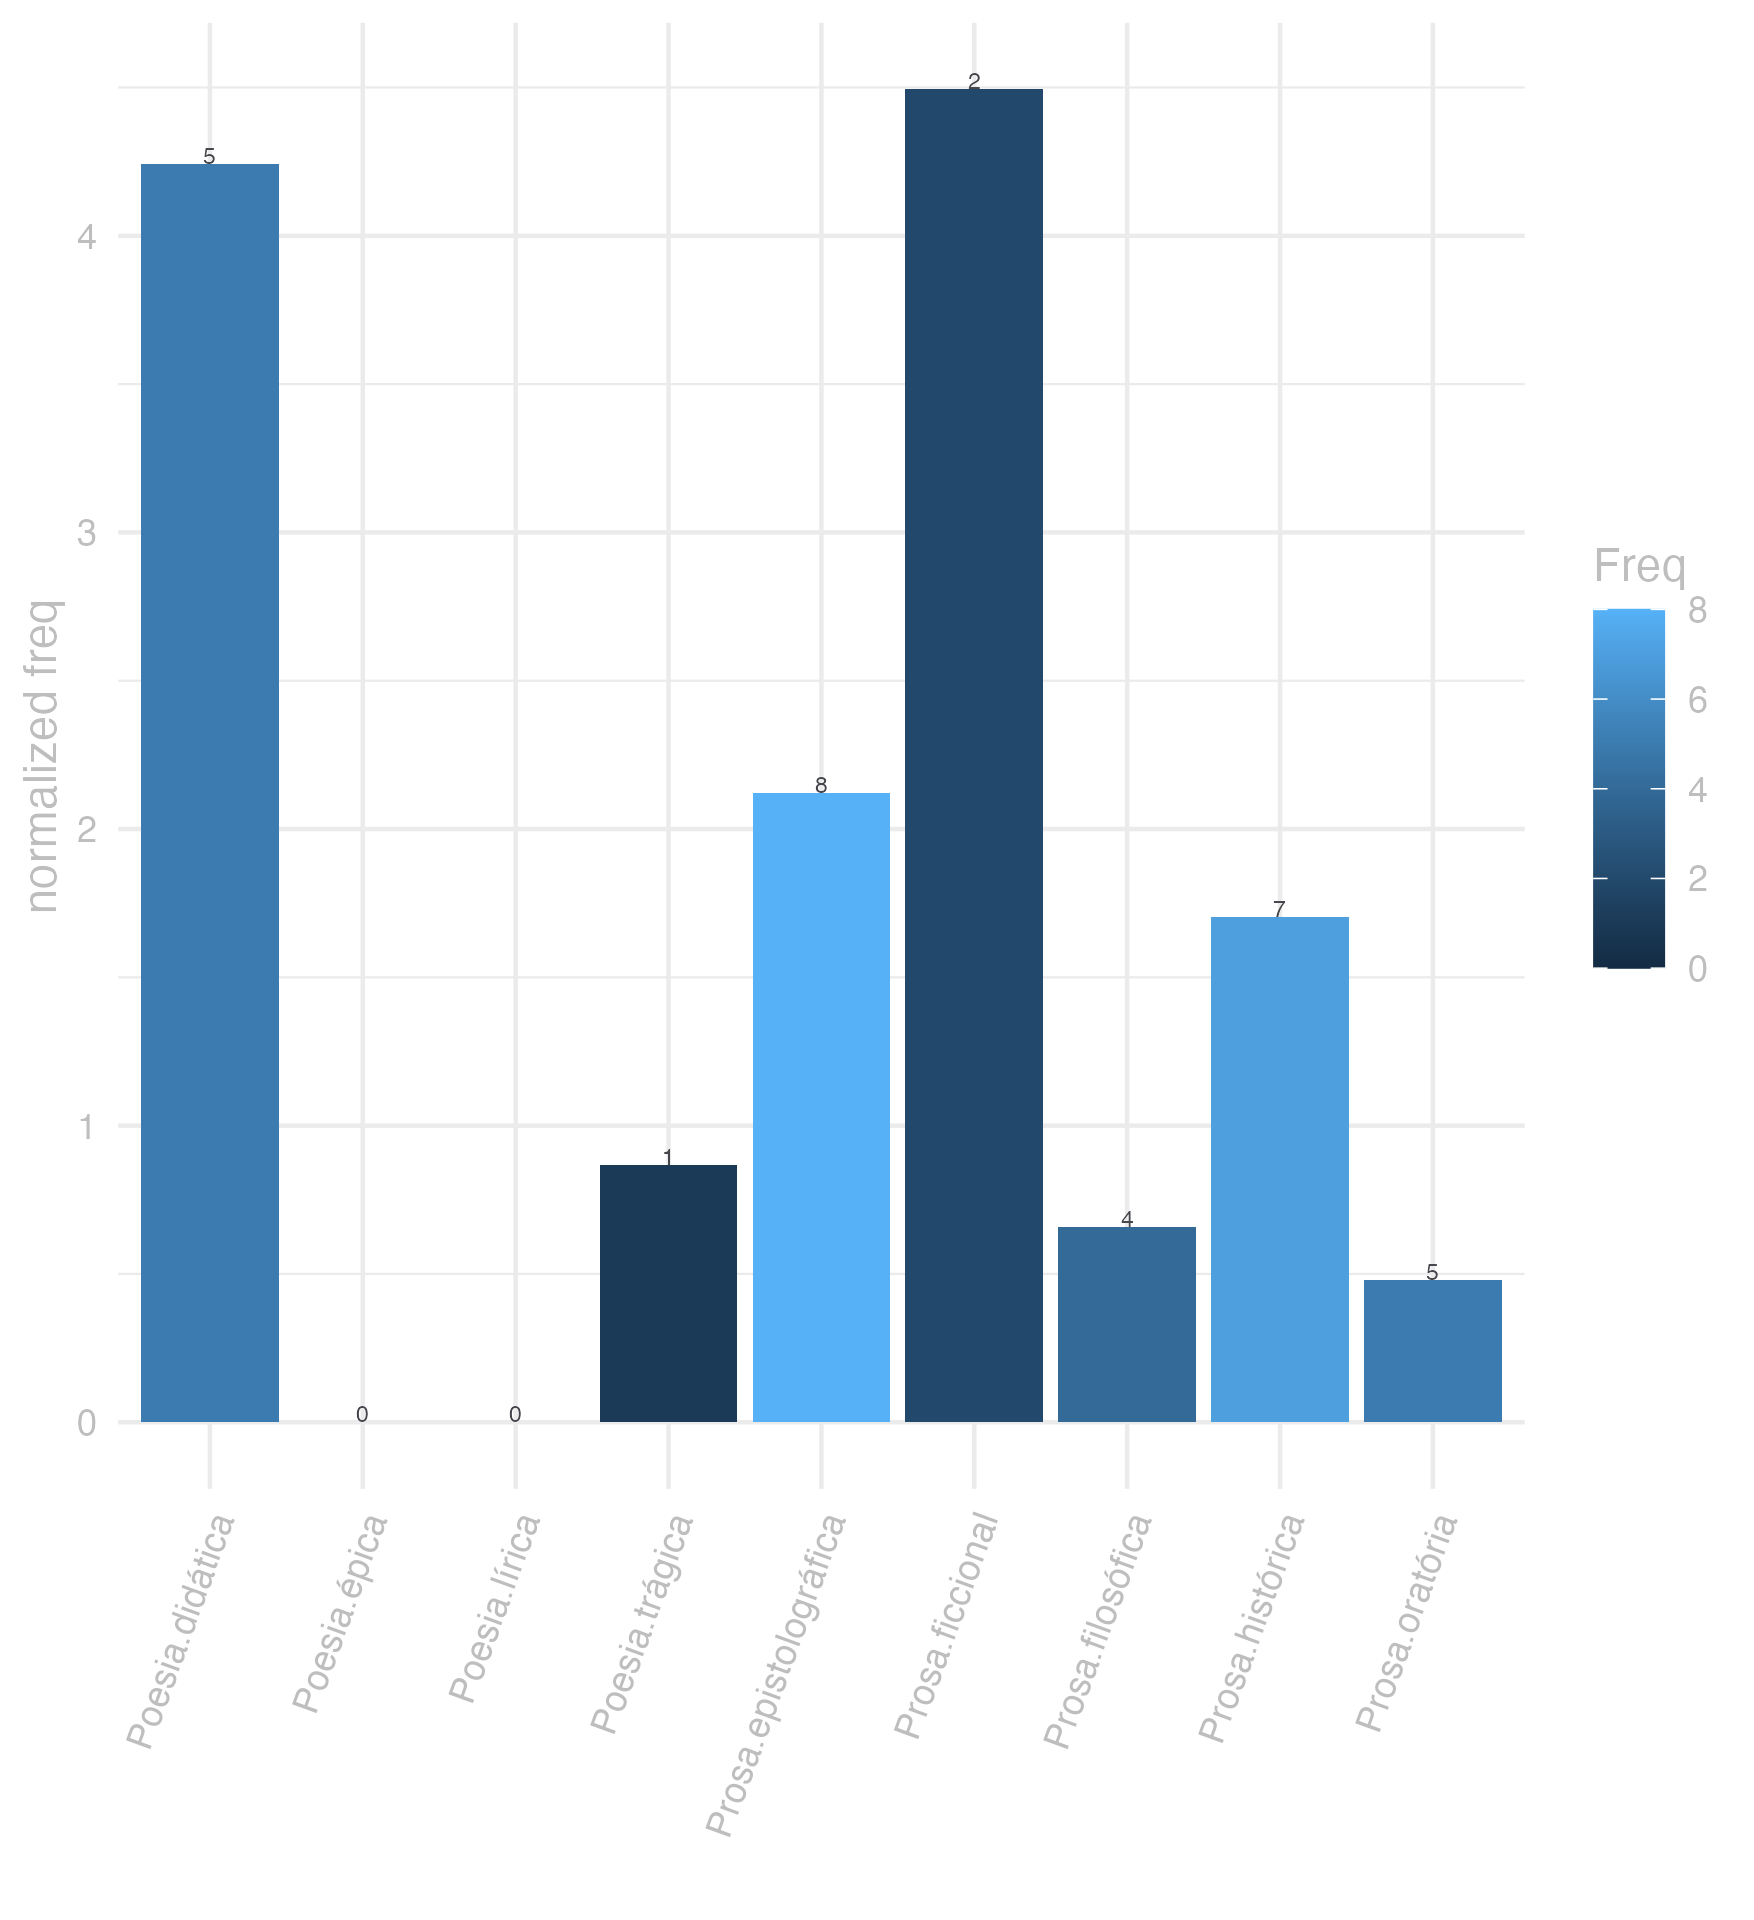 normalized freq
4
3
2
1
0
5
0
0
1
8
2
4
7
5
Poesia.didática
Poesia.épica
Poesia.lírica
Poesia.trágica
Prosa.epistolográfica
Prosa.ficcional
Prosa.filosófica
Prosa.histórica
Prosa.oratória
Freq
8
6
4
2
0